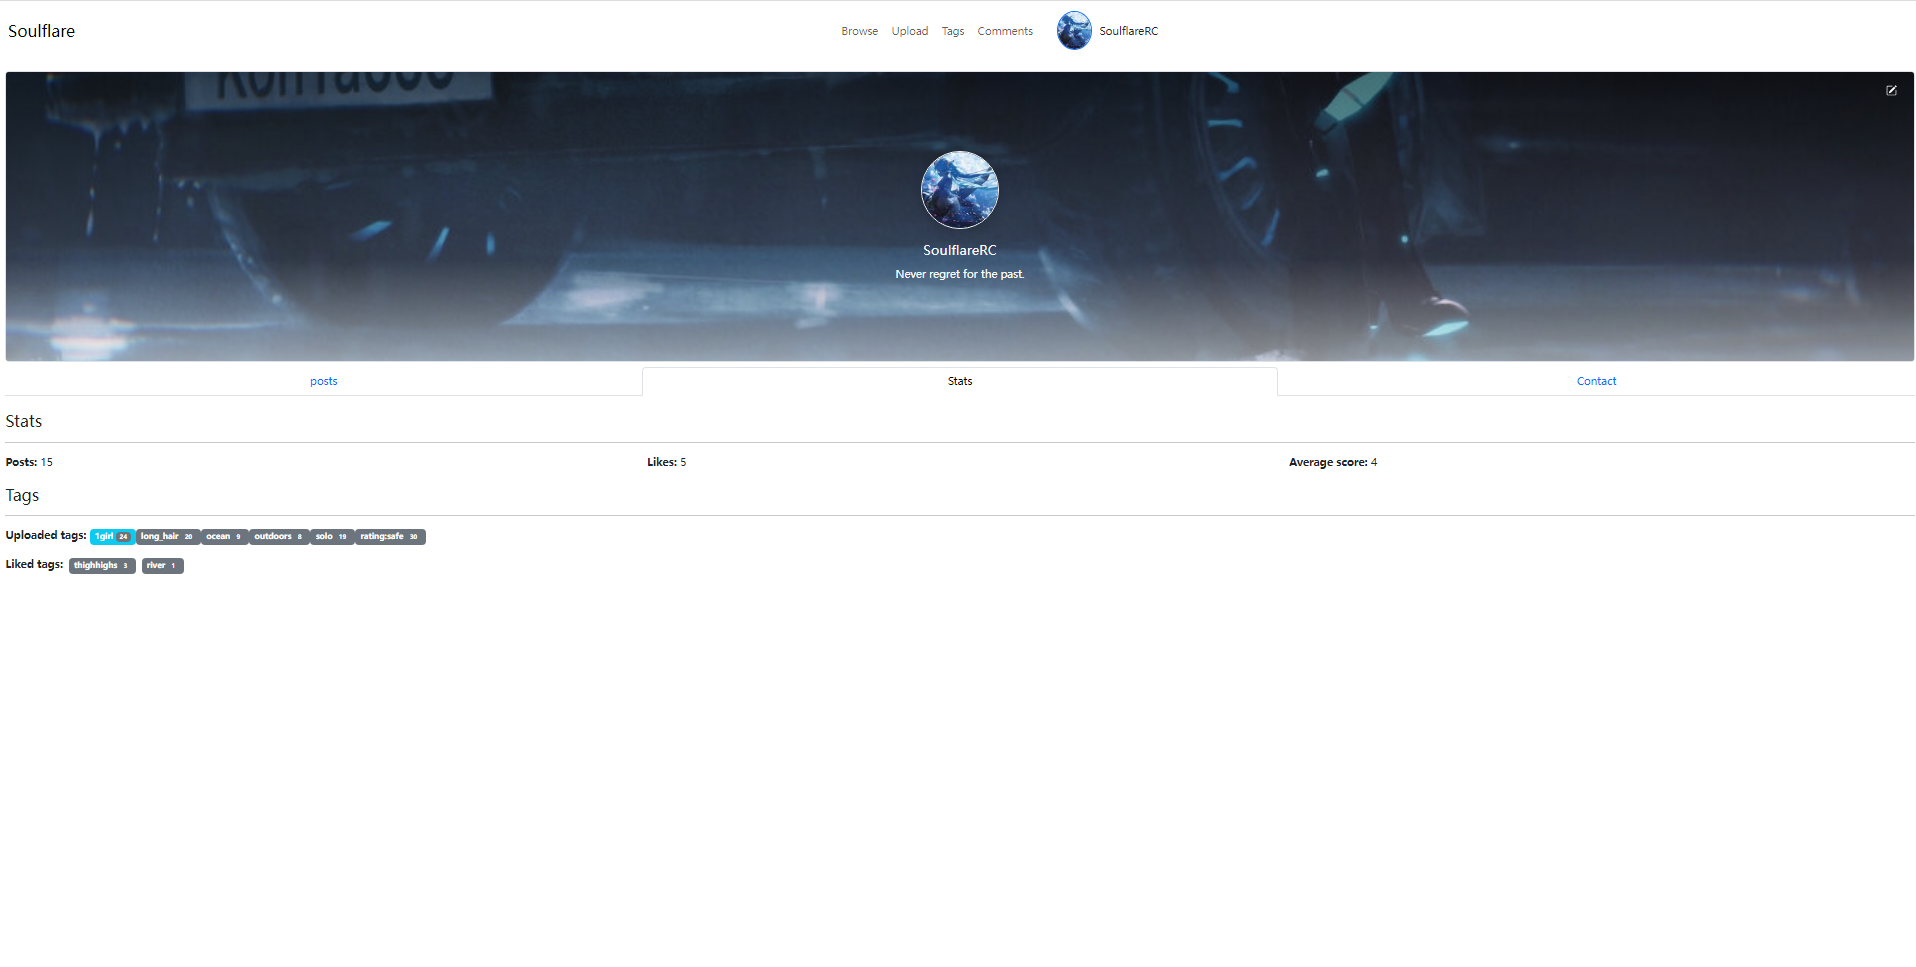 Soulflare
Browse Upload Tags Comments SoulflareRC
SoulflareRC
Never regret for the past.
posts Stats Contact
Stats
Posts: 15 Likes: 5 Average score: 4
Tags
Uploaded tags: 1girl 24 long_hair 20 ocean 9 outdoors 8 solo 19 rating:safe 30
Liked tags: thighhighs 3 river 1